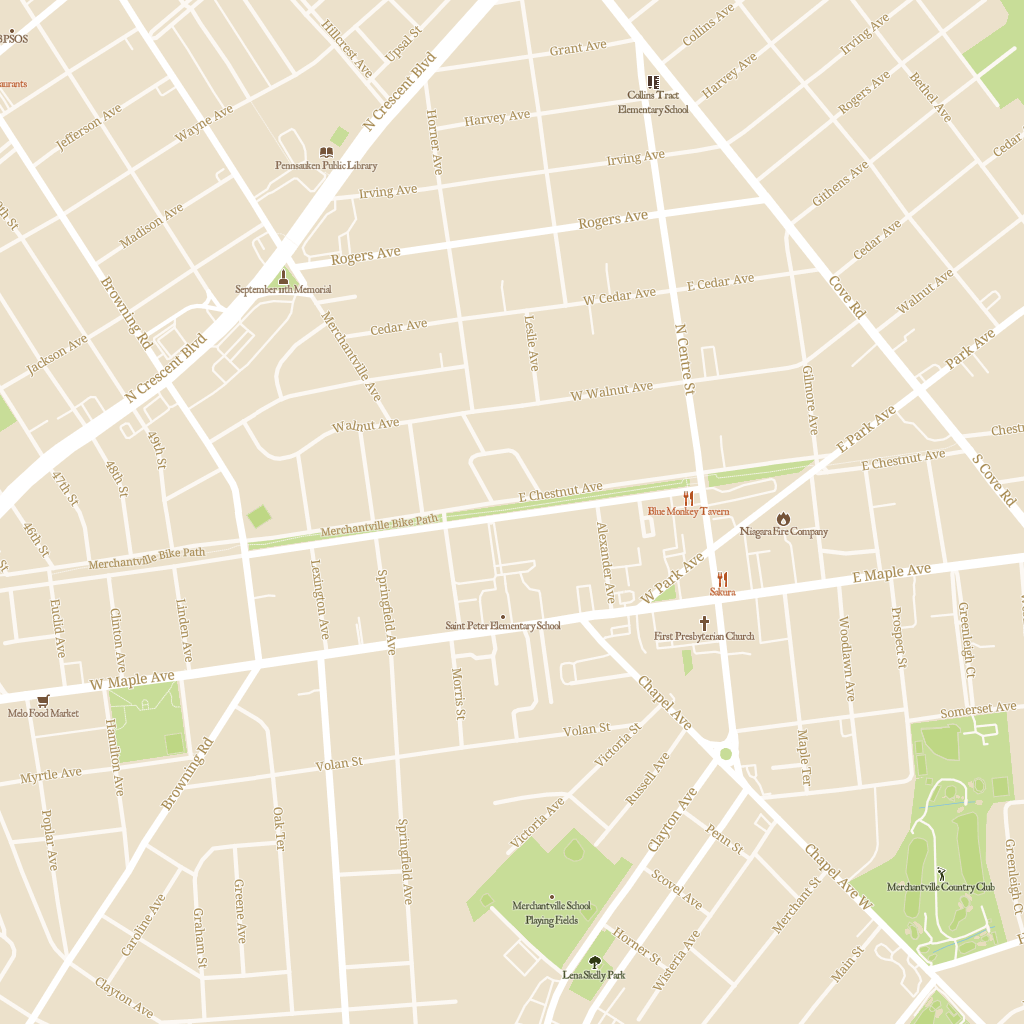 Hillcrest Ave
Upsal St
N Crescent Blvd
Grant Ave
Collins Ave
Irving Ave
Harvey Ave
Rogers Ave
Bethel Ave
Collins Tract
Elementary School
Jefferson Ave
Wayne Ave
Horner Ave
Harvey Ave
Cedar
Pennsauken Public Library
Irving Ave
Irving Ave
Githens Ave
Madison Ave
Rogers Ave
Rogers Ave
Cedar Ave
September 11th Memorial
Browning Rd
Merchantville Ave
Cedar Ave
W Cedar Ave
E Cedar Ave
Cove Rd
Walnut Ave
Jackson Ave
N Crescent Blvd
Leslie Ave
N Centre St
Park Ave
Gilmore Ave
W Walnut Ave
Walnut Ave
E Park Ave
49th St
48th St
47th St
46th St
E Chestnut Ave
S Cove Rd
E Chestnut Ave
Merchantville Bike Path
Merchantville Bike Path
Blue Monkey Tavern
Niagara Fire Company
Alexander Ave
W Park Ave
E Maple Ave
Sakura
Euclid Ave
Clinton Ave
Linden Ave
Lexington Ave
Springfield Ave
Saint Peter Elementary School
First Presbyterian Church
Woodlawn Ave
Prospect St
Greenleigh Ct
W Maple Ave
Melo Food Market
Hamilton Ave
Morris St
Chapel Ave
Somerset Ave
Volan St
Volan St
Victoria St
Maple Ter
Myrtle Ave
Browning Rd
Russell Ave
Poplar Ave
Oak Ter
Springfield Ave
Victoria Ave
Clayton Ave
Penn St
Chapel Ave W
Greenleigh Ct
Merchantville Country Club
Scovel Ave
Merchant St
Merchantville School
Playing Fields
Caroline Ave
Graham St
Greene Ave
Horner St
Wisteria Ave
Main St
Lena Skelly Park
Clayton Ave